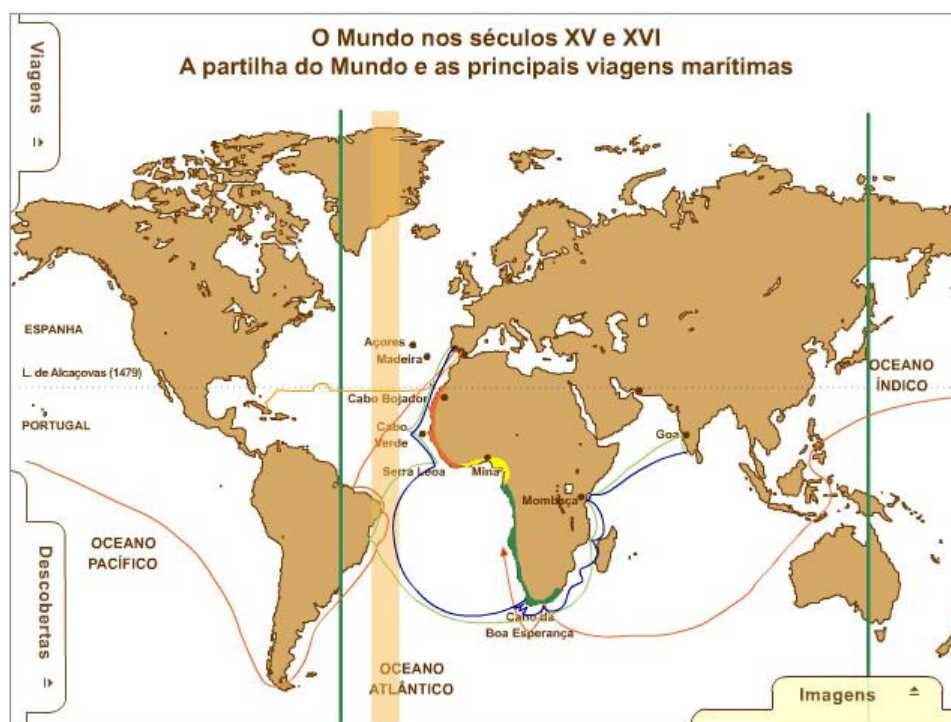 O Mundo nos séculos XV e XVI
A partilha do Mundo e as principais viagens marítimas
Viagens
ESPANHA
L. de Alcaçovas (1479)
PORTUGAL
Açores
Madeira
Cabo Bojador
Cabo
Verde
Serra Leoa
Mina
Mombaça
Goa
OCEANO
ÍNDICO
OCEANO
PACÍFICO
Cabo da
Boa Esperança
OCEANO
ATLÂNTICO
Descobertas
Imagens